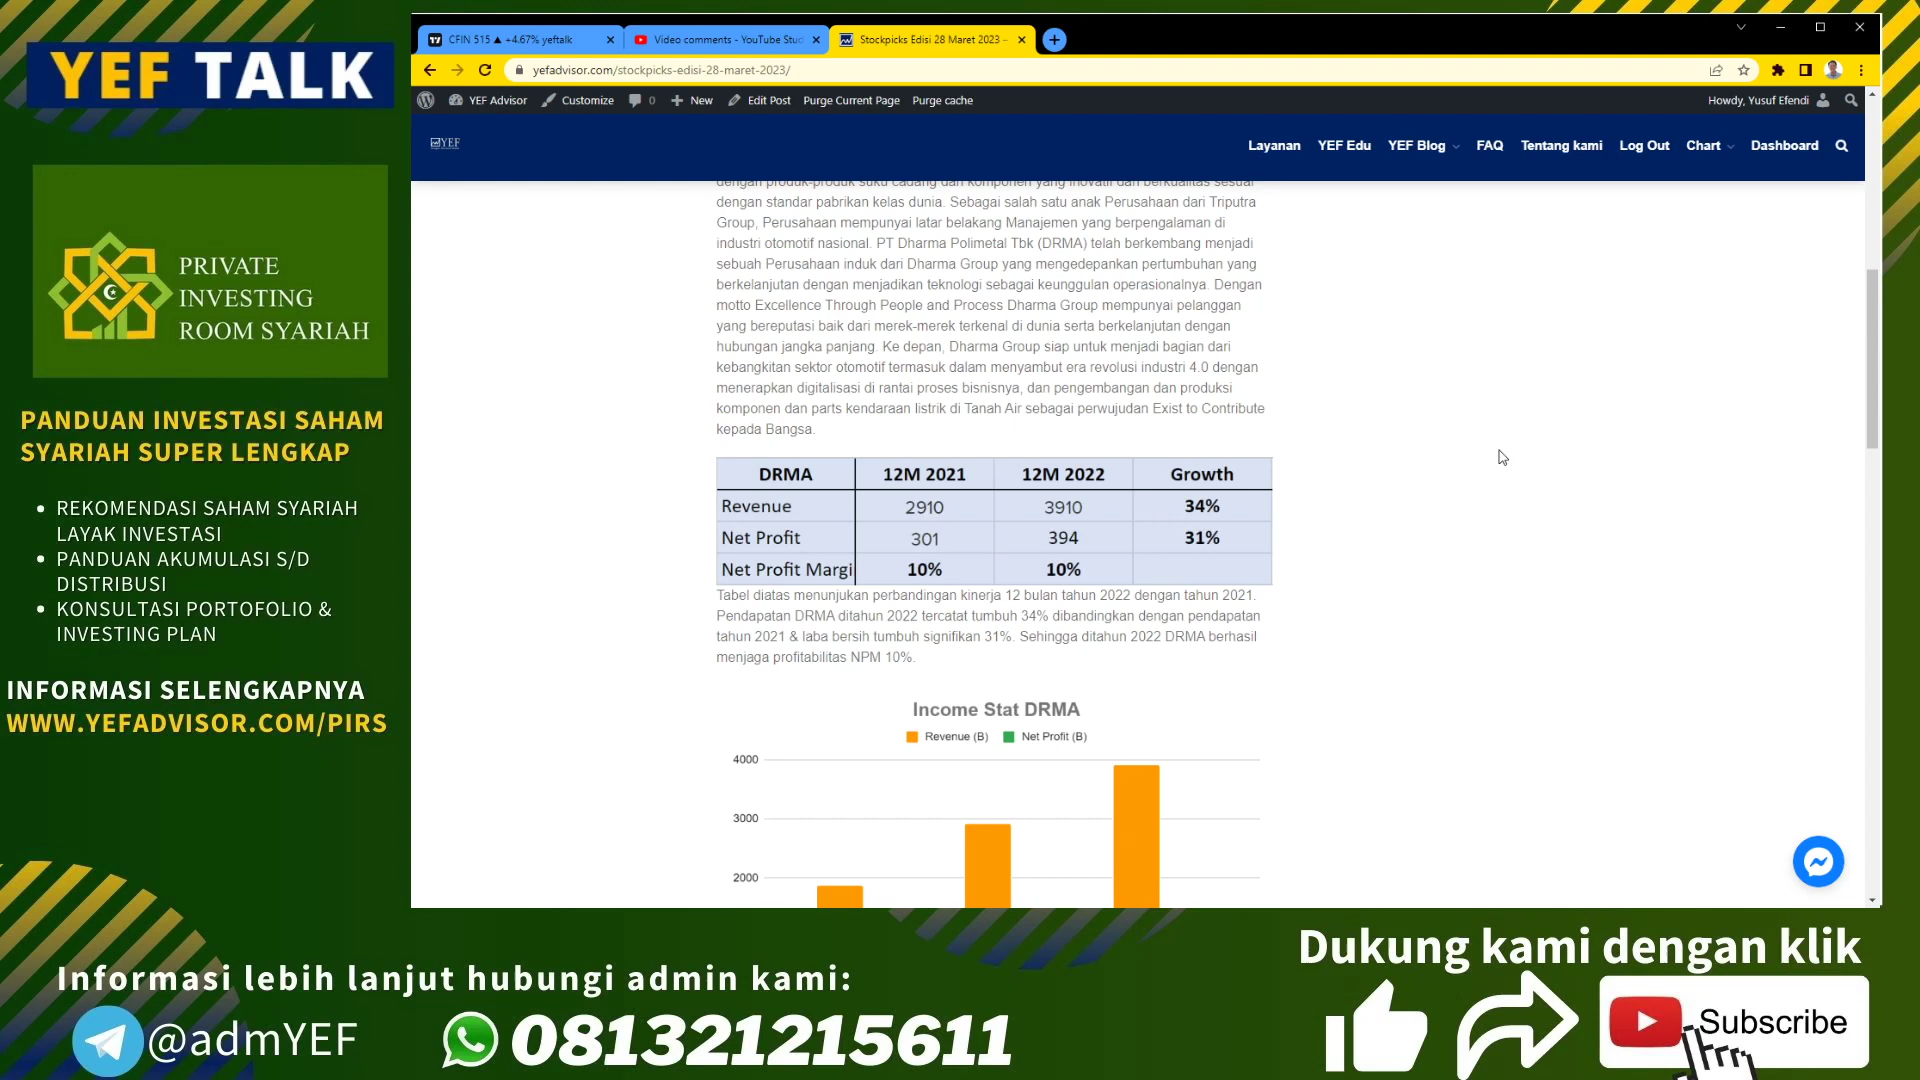 YEF TALK
PRIVATE
INVESTING
ROOM SYARIAH
PANDUAN INVESTASI SAHAM
SYARIAH SUPER LENGKAP
• REKOMENDASI SAHAM SYARIAH
LAYAK INVESTASI
• PANDUAN AKUMULASI S/D
DISTRIBUSI
• KONSULTASI PORTOFOLIO &
INVESTING PLAN
INFORMASI SELENGKAPNYA
WWW.YEFADVISOR.COM/PIRS
CFIN 515 ▲ +4.67% yeftalk
Video comments - YouTube Stud
Stockpicks Edisi 28 Maret 2023 –
yefadvisor.com/stockpicks-edisi-28-maret-2023/
YEF Advisor Customize 0 New Edit Post Purge Current Page Purge cache Howdy, Yusuf Efendi
YEF Layanan YEF Edu YEF Blog FAQ Tentang kami Log Out Chart Dashboard
dengan produk-produk suku cadang dan komponen yang inovatif dan berkualitas sesuai
dengan standar pabrikan kelas dunia. Sebagai salah satu anak Perusahaan dari Triputra
Group, Perusahaan mempunyai latar belakang Manajemen yang berpengalaman di
industri otomotif nasional. PT Dharma Polimetal Tbk (DRMA) telah berkembang menjadi
sebuah Perusahaan induk dari Dharma Group yang mengedepankan pertumbuhan yang
berkelanjutan dengan menjadikan teknologi sebagai keunggulan operasionalnya. Dengan
motto Excellence Through People and Process Dharma Group mempunyai pelanggan
yang bereputasi baik dari merek-merek terkenal di dunia serta berkelanjutan dengan
hubungan jangka panjang. Ke depan, Dharma Group siap untuk menjadi bagian dari
kebangkitan sektor otomotif termasuk dalam menyambut era revolusi industri 4.0 dengan
menerapkan digitalisasi di rantai proses bisnisnya, dan pengembangan dan produksi
komponen dan parts kendaraan listrik di Tanah Air sebagai perwujudan Exist to Contribute
kepada Bangsa.
DRMA 12M 2021 12M 2022 Growth
Revenue 2910 3910 34%
Net Profit 301 394 31%
Net Profit Margi 10% 10%
Tabel diatas menunjukan perbandingan kinerja 12 bulan tahun 2022 dengan tahun 2021.
Pendapatan DRMA ditahun 2022 tercatat tumbuh 34% dibandingkan dengan pendapatan
tahun 2021 & laba bersih tumbuh signifikan 31%. Sehingga ditahun 2022 DRMA berhasil
menjaga profitabilitas NPM 10%.
Income Stat DRMA
Revenue (B) Net Profit (B)
4000
3000
2000
Informasi lebih lanjut hubungi admin kami:
@admYEF 081321215611
Dukung kami dengan klik
Subscribe